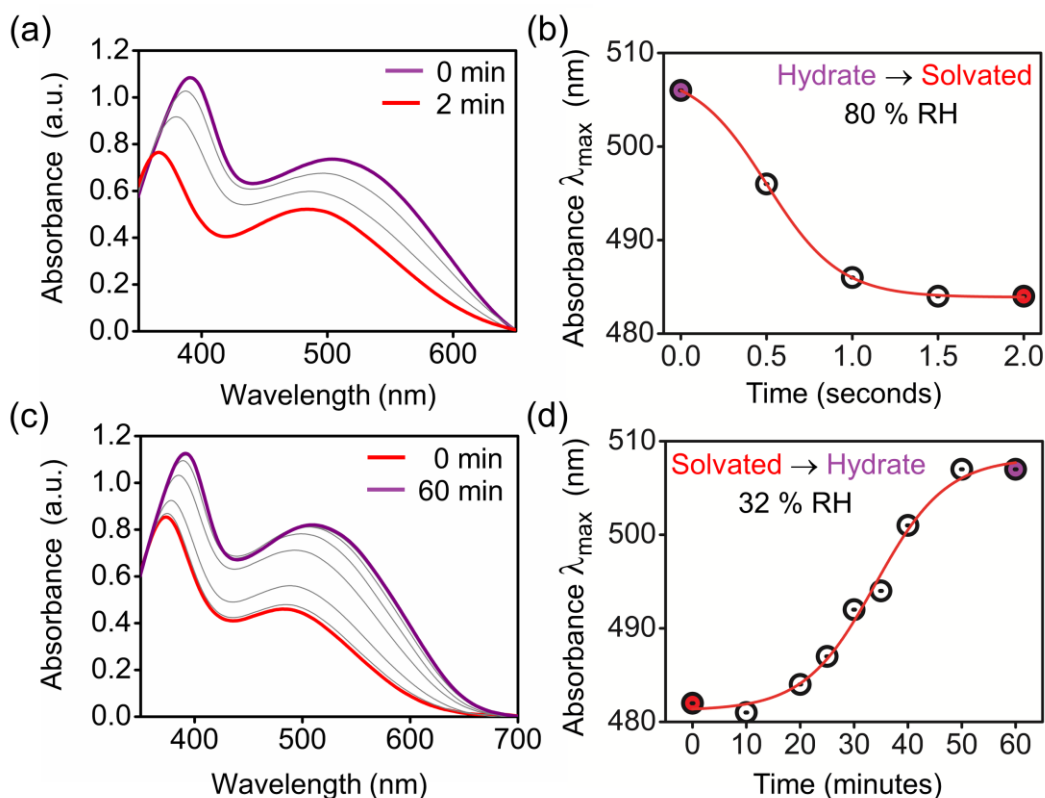 (a)
1.2
1.0
0.8
0.6
0.4
0.2
0.0
Absorbance (a.u.)
0 min
2 min
400
500
600
Wavelength (nm)
(b)
510
500
490
480
Absorbance λmax (nm)
Hydrate → Solvated
80 % RH
0.0
0.5
1.0
1.5
2.0
Time (seconds)
(c)
1.2
1.0
0.8
0.6
0.4
0.2
0.0
Absorbance (a.u.)
0 min
60 min
400
500
600
700
Wavelength (nm)
(d)
510
500
490
480
Absorbance λmax (nm)
Solvated → Hydrate
32 % RH
0
10
20
30
40
50
60
Time (minutes)